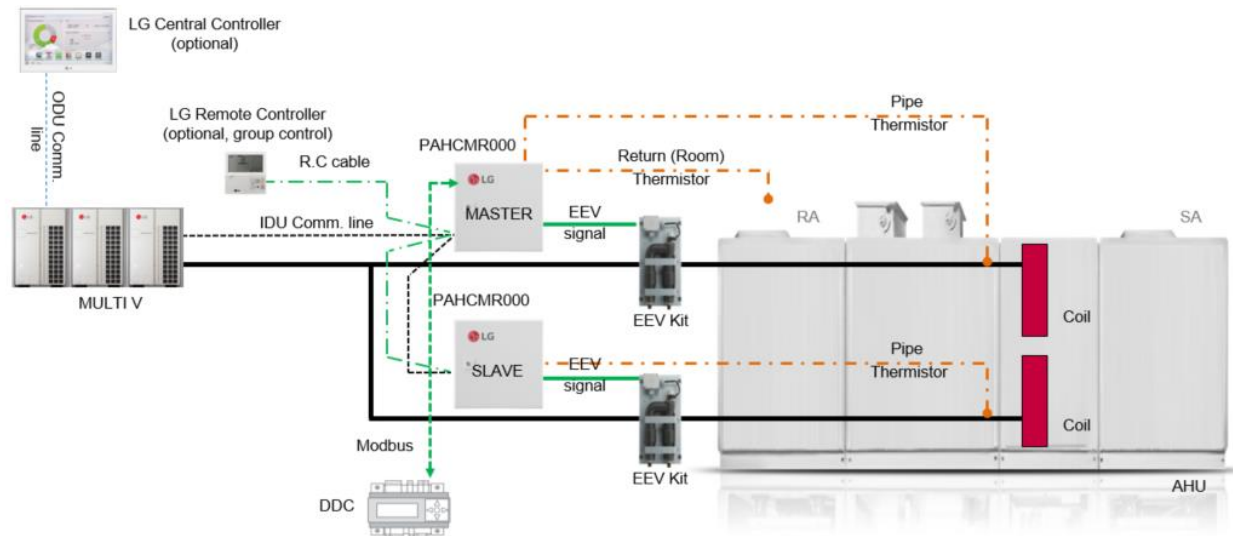 LG Central Controller
(optional)
ODU Comm.
line
LG Remote Controller
(optional, group control)
R.C cable
PAHCMR000
LG
MASTER
Pipe
Thermistor
Return (Room)
Thermistor
EEV
signal
IDU Comm. line
RA
SA
MULTI V
EEV Kit
Coil
PAHCMR000
LG
SLAVE
EEV
signal
Pipe
Thermistor
Coil
Modbus
EEV Kit
AHU
DDC